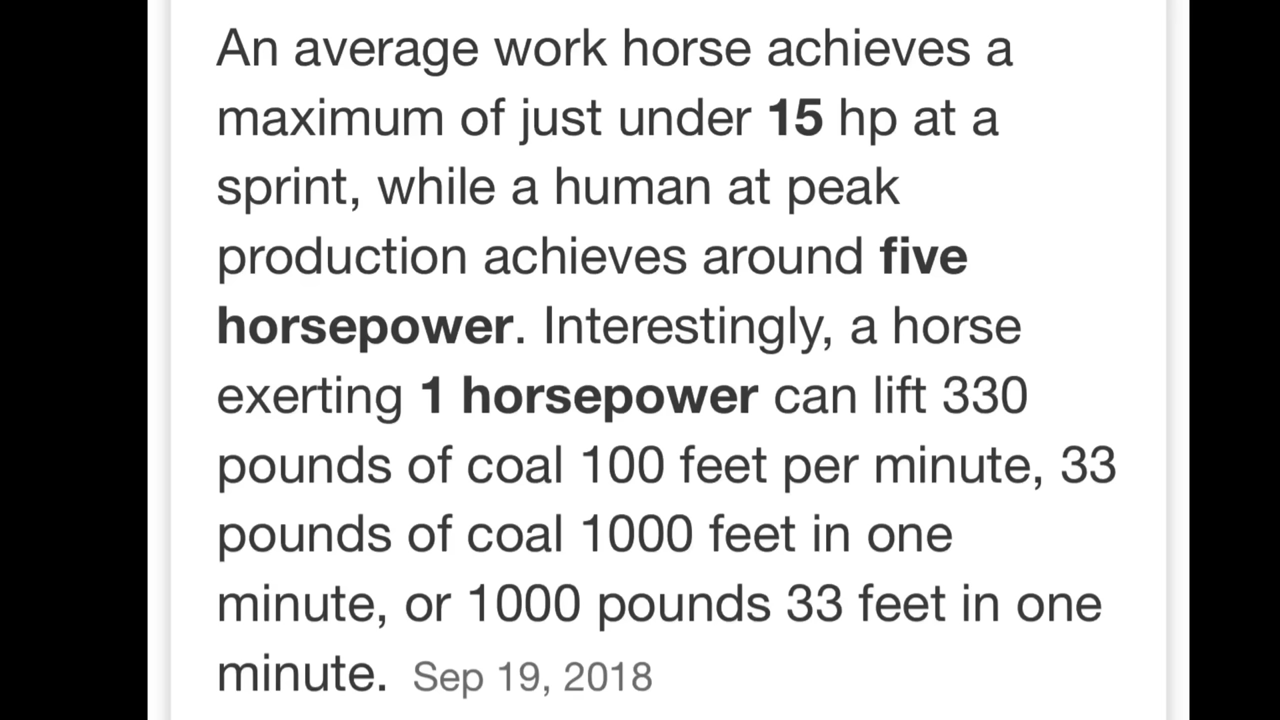 An average work horse achieves a
maximum of just under 15 hp at a
sprint, while a human at peak
production achieves around five
horsepower. Interestingly, a horse
exerting 1 horsepower can lift 330
pounds of coal 100 feet per minute, 33
pounds of coal 1000 feet in one
minute, or 1000 pounds 33 feet in one
minute. Sep 19, 2018